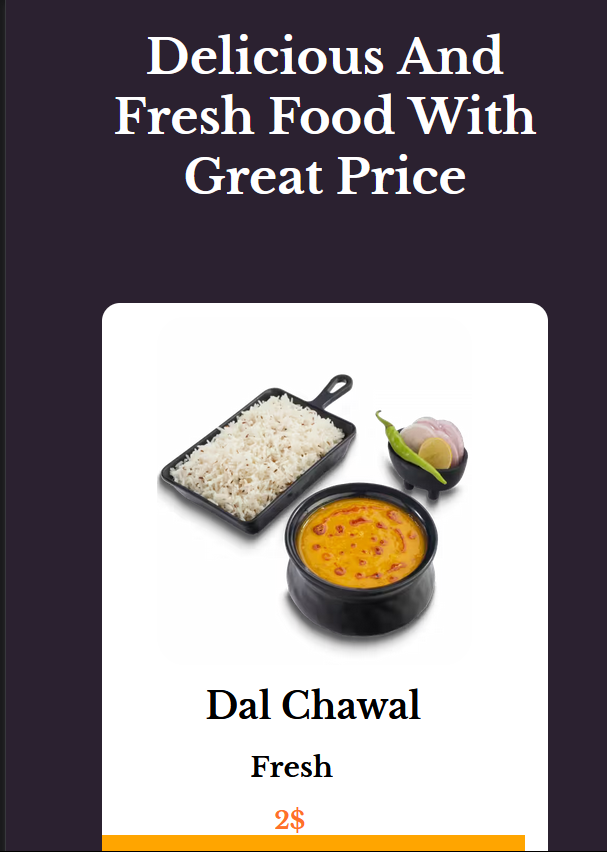 Delicious And
Fresh Food With
Great Price
Dal Chawal
Fresh
2$